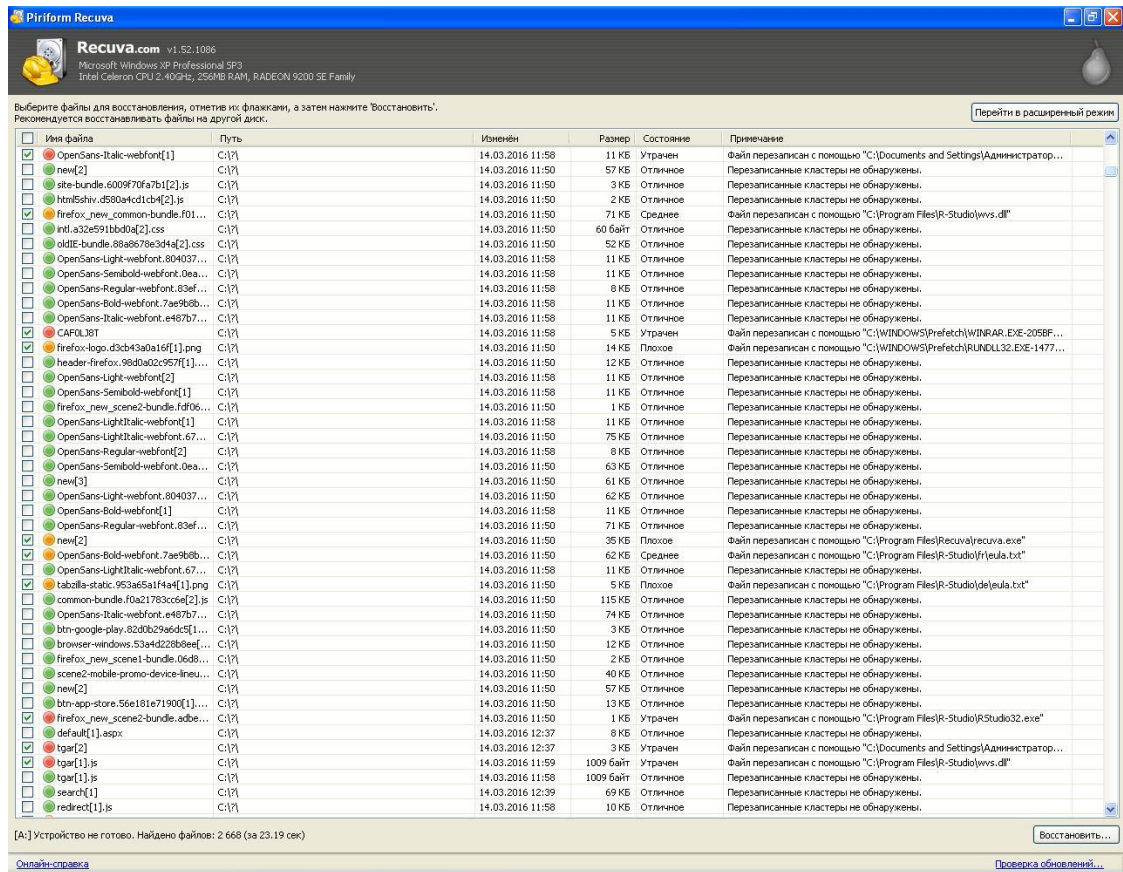 Piriform Recuva
Recuva.com v1.52.1086
Microsoft Windows XP Professional SP3
Intel Celeron CPU 2.40GHz, 256MB RAM, RADEON 9200 SE Family
Выберите файлы для восстановления, отметив их флажками, а затем нажмите 'Восстановить'.
Рекомендуется восстанавливать файлы на другой диск.
Перейти в расширенный режим
Имя файла Путь Изменён Размер Состояние Примечание
OpenSans-Italic-webfont[1] C:\?\ 14.03.2016 11:58 11 КБ Утрачен Файл перезаписан с помощью "C:\Documents and Settings\Администратор...
new[2] C:\?\ 14.03.2016 11:50 57 КБ Отличное Перезаписанные кластеры не обнаружены.
site-bundle.6009f70fa7b1[2].js C:\?\ 14.03.2016 11:50 3 КБ Отличное Перезаписанные кластеры не обнаружены.
html5shiv.d580a4cd1cb4[2].js C:\?\ 14.03.2016 11:50 2 КБ Отличное Перезаписанные кластеры не обнаружены.
firefox_new_common-bundle.f01... C:\?\ 14.03.2016 11:50 71 КБ Среднее Файл перезаписан с помощью "C:\Program Files\R-Studio\wvs.dll"
intl.a32e591bbd0a[2].css C:\?\ 14.03.2016 11:50 60 байт Отличное Перезаписанные кластеры не обнаружены.
oldIE-bundle.88a8678e3d4a[2].css C:\?\ 14.03.2016 11:50 52 КБ Отличное Перезаписанные кластеры не обнаружены.
OpenSans-Light-webfont.804037... C:\?\ 14.03.2016 11:58 11 КБ Отличное Перезаписанные кластеры не обнаружены.
OpenSans-Semibold-webfont.0ea... C:\?\ 14.03.2016 11:58 11 КБ Отличное Перезаписанные кластеры не обнаружены.
OpenSans-Regular-webfont.83ef... C:\?\ 14.03.2016 11:58 8 КБ Отличное Перезаписанные кластеры не обнаружены.
OpenSans-Bold-webfont.7ae9b8b... C:\?\ 14.03.2016 11:58 11 КБ Отличное Перезаписанные кластеры не обнаружены.
OpenSans-Italic-webfont.e487b7... C:\?\ 14.03.2016 11:58 11 КБ Отличное Перезаписанные кластеры не обнаружены.
CAF0LJ8T C:\?\ 14.03.2016 11:58 5 КБ Утрачен Файл перезаписан с помощью "C:\WINDOWS\Prefetch\WINRAR.EXE-205BF...
firefox-logo.d3cb43a0a16f[1].png C:\?\ 14.03.2016 11:50 14 КБ Плохое Файл перезаписан с помощью "C:\WINDOWS\Prefetch\RUNDLL32.EXE-1477...
header-firefox.98d0a02c957f[1].... C:\?\ 14.03.2016 11:50 12 КБ Отличное Перезаписанные кластеры не обнаружены.
OpenSans-Light-webfont[2] C:\?\ 14.03.2016 11:58 11 КБ Отличное Перезаписанные кластеры не обнаружены.
OpenSans-Semibold-webfont[1] C:\?\ 14.03.2016 11:58 11 КБ Отличное Перезаписанные кластеры не обнаружены.
firefox_new_scene2-bundle.fdf06... C:\?\ 14.03.2016 11:50 1 КБ Отличное Перезаписанные кластеры не обнаружены.
OpenSans-LightItalic-webfont[1] C:\?\ 14.03.2016 11:58 11 КБ Отличное Перезаписанные кластеры не обнаружены.
OpenSans-LightItalic-webfont.67... C:\?\ 14.03.2016 11:50 75 КБ Отличное Перезаписанные кластеры не обнаружены.
OpenSans-Regular-webfont[2] C:\?\ 14.03.2016 11:58 8 КБ Отличное Перезаписанные кластеры не обнаружены.
OpenSans-Semibold-webfont.0ea... C:\?\ 14.03.2016 11:50 63 КБ Отличное Перезаписанные кластеры не обнаружены.
new[3] C:\?\ 14.03.2016 11:50 61 КБ Отличное Перезаписанные кластеры не обнаружены.
OpenSans-Light-webfont.804037... C:\?\ 14.03.2016 11:50 62 КБ Отличное Перезаписанные кластеры не обнаружены.
OpenSans-Bold-webfont[1] C:\?\ 14.03.2016 11:58 11 КБ Отличное Перезаписанные кластеры не обнаружены.
OpenSans-Regular-webfont.83ef... C:\?\ 14.03.2016 11:50 71 КБ Отличное Перезаписанные кластеры не обнаружены.
new[2] C:\?\ 14.03.2016 11:50 35 КБ Плохое Файл перезаписан с помощью "C:\Program Files\Recuva\recuva.exe"
OpenSans-Bold-webfont.7ae9b8b... C:\?\ 14.03.2016 11:50 62 КБ Среднее Файл перезаписан с помощью "C:\Program Files\R-Studio\fr\eula.txt"
OpenSans-LightItalic-webfont.67... C:\?\ 14.03.2016 11:58 11 КБ Отличное Перезаписанные кластеры не обнаружены.
tabzilla-static.953a65a1f4a4[1].png C:\?\ 14.03.2016 11:50 5 КБ Плохое Файл перезаписан с помощью "C:\Program Files\R-Studio\de\eula.txt"
common-bundle.f0a21783cc6e[2].js C:\?\ 14.03.2016 11:50 115 КБ Отличное Перезаписанные кластеры не обнаружены.
OpenSans-Italic-webfont.e487b7... C:\?\ 14.03.2016 11:50 74 КБ Отличное Перезаписанные кластеры не обнаружены.
btn-google-play.82d0b29a6dc5[1... C:\?\ 14.03.2016 11:50 3 КБ Отличное Перезаписанные кластеры не обнаружены.
browser-windows.53a4d228b8ee[... C:\?\ 14.03.2016 11:50 12 КБ Отличное Перезаписанные кластеры не обнаружены.
firefox_new_scene1-bundle.06d8... C:\?\ 14.03.2016 11:50 2 КБ Отличное Перезаписанные кластеры не обнаружены.
scene2-mobile-promo-device-lineu... C:\?\ 14.03.2016 11:50 40 КБ Отличное Перезаписанные кластеры не обнаружены.
new[2] C:\?\ 14.03.2016 11:50 57 КБ Отличное Перезаписанные кластеры не обнаружены.
btn-app-store.56e181e71900[1].... C:\?\ 14.03.2016 11:50 13 КБ Отличное Перезаписанные кластеры не обнаружены.
firefox_new_scene2-bundle.adbe... C:\?\ 14.03.2016 11:50 1 КБ Утрачен Файл перезаписан с помощью "C:\Program Files\R-Studio\RStudio32.exe"
default[1].aspx C:\?\ 14.03.2016 12:37 8 КБ Отличное Перезаписанные кластеры не обнаружены.
tgar[2] C:\?\ 14.03.2016 12:37 3 КБ Утрачен Файл перезаписан с помощью "C:\Documents and Settings\Администратор...
tgar[1].js C:\?\ 14.03.2016 11:59 1009 байт Утрачен Файл перезаписан с помощью "C:\Program Files\R-Studio\wvs.dll"
tgar[1].js C:\?\ 14.03.2016 11:58 1009 байт Отличное Перезаписанные кластеры не обнаружены.
search[1] C:\?\ 14.03.2016 12:39 69 КБ Отличное Перезаписанные кластеры не обнаружены.
redirect[1].js C:\?\ 14.03.2016 11:58 10 КБ Отличное Перезаписанные кластеры не обнаружены.
[A:] Устройство не готово. Найдено файлов: 2 668 (за 23.19 сек)
Восстановить...
Онлайн-справка
Проверка обновлений...